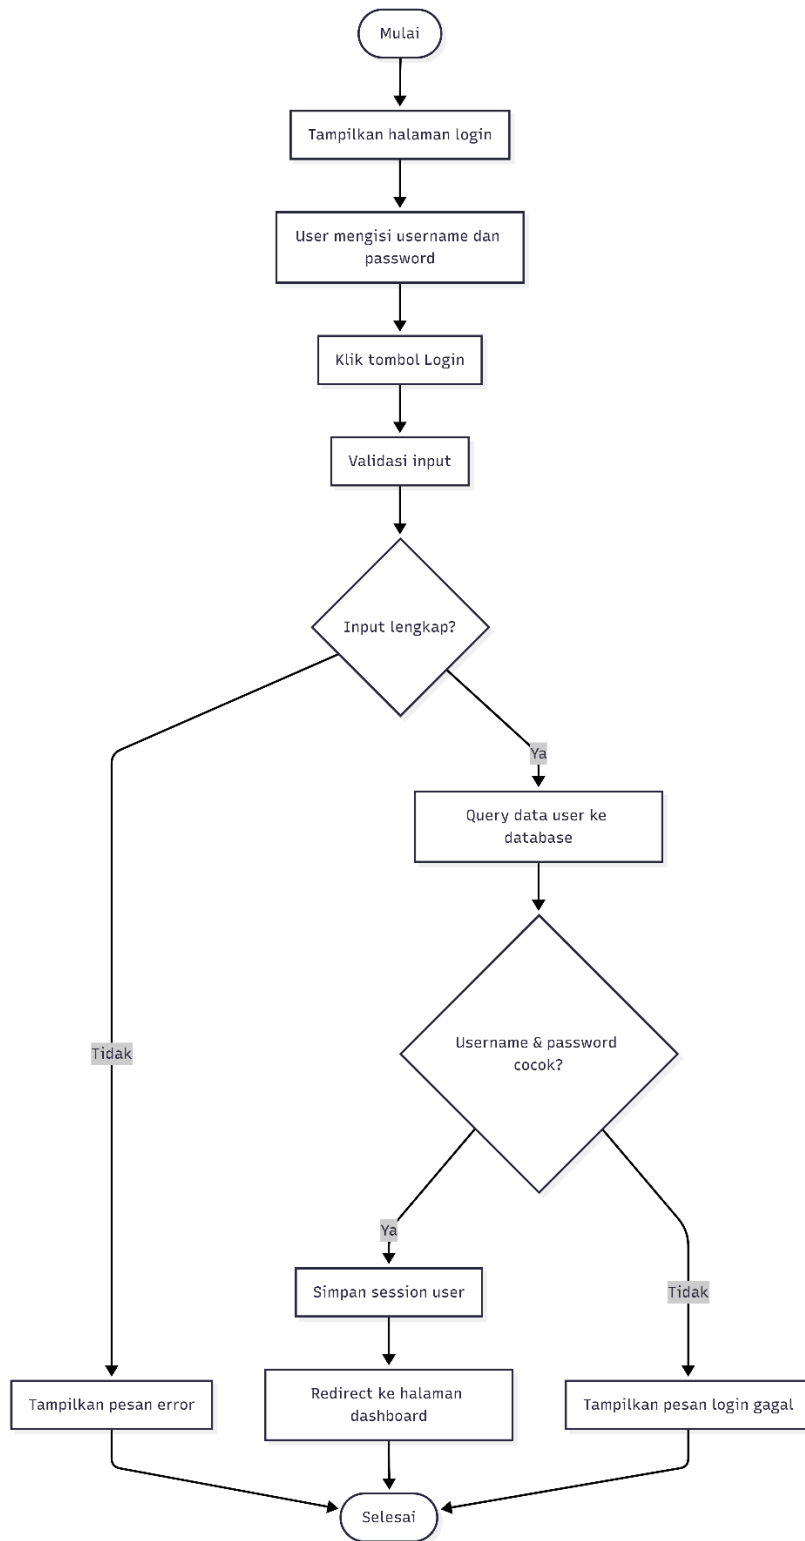 Mulai
Tampilkan halaman login
User mengisi username dan
password
Klik tombol Login
Validasi input
Input lengkap?
Ya
Query data user ke
database
Tidak
Username & password
cocok?
Ya
Simpan session user
Tidak
Tampilkan pesan error
Redirect ke halaman
dashboard
Tampilkan pesan login gagal
Selesai